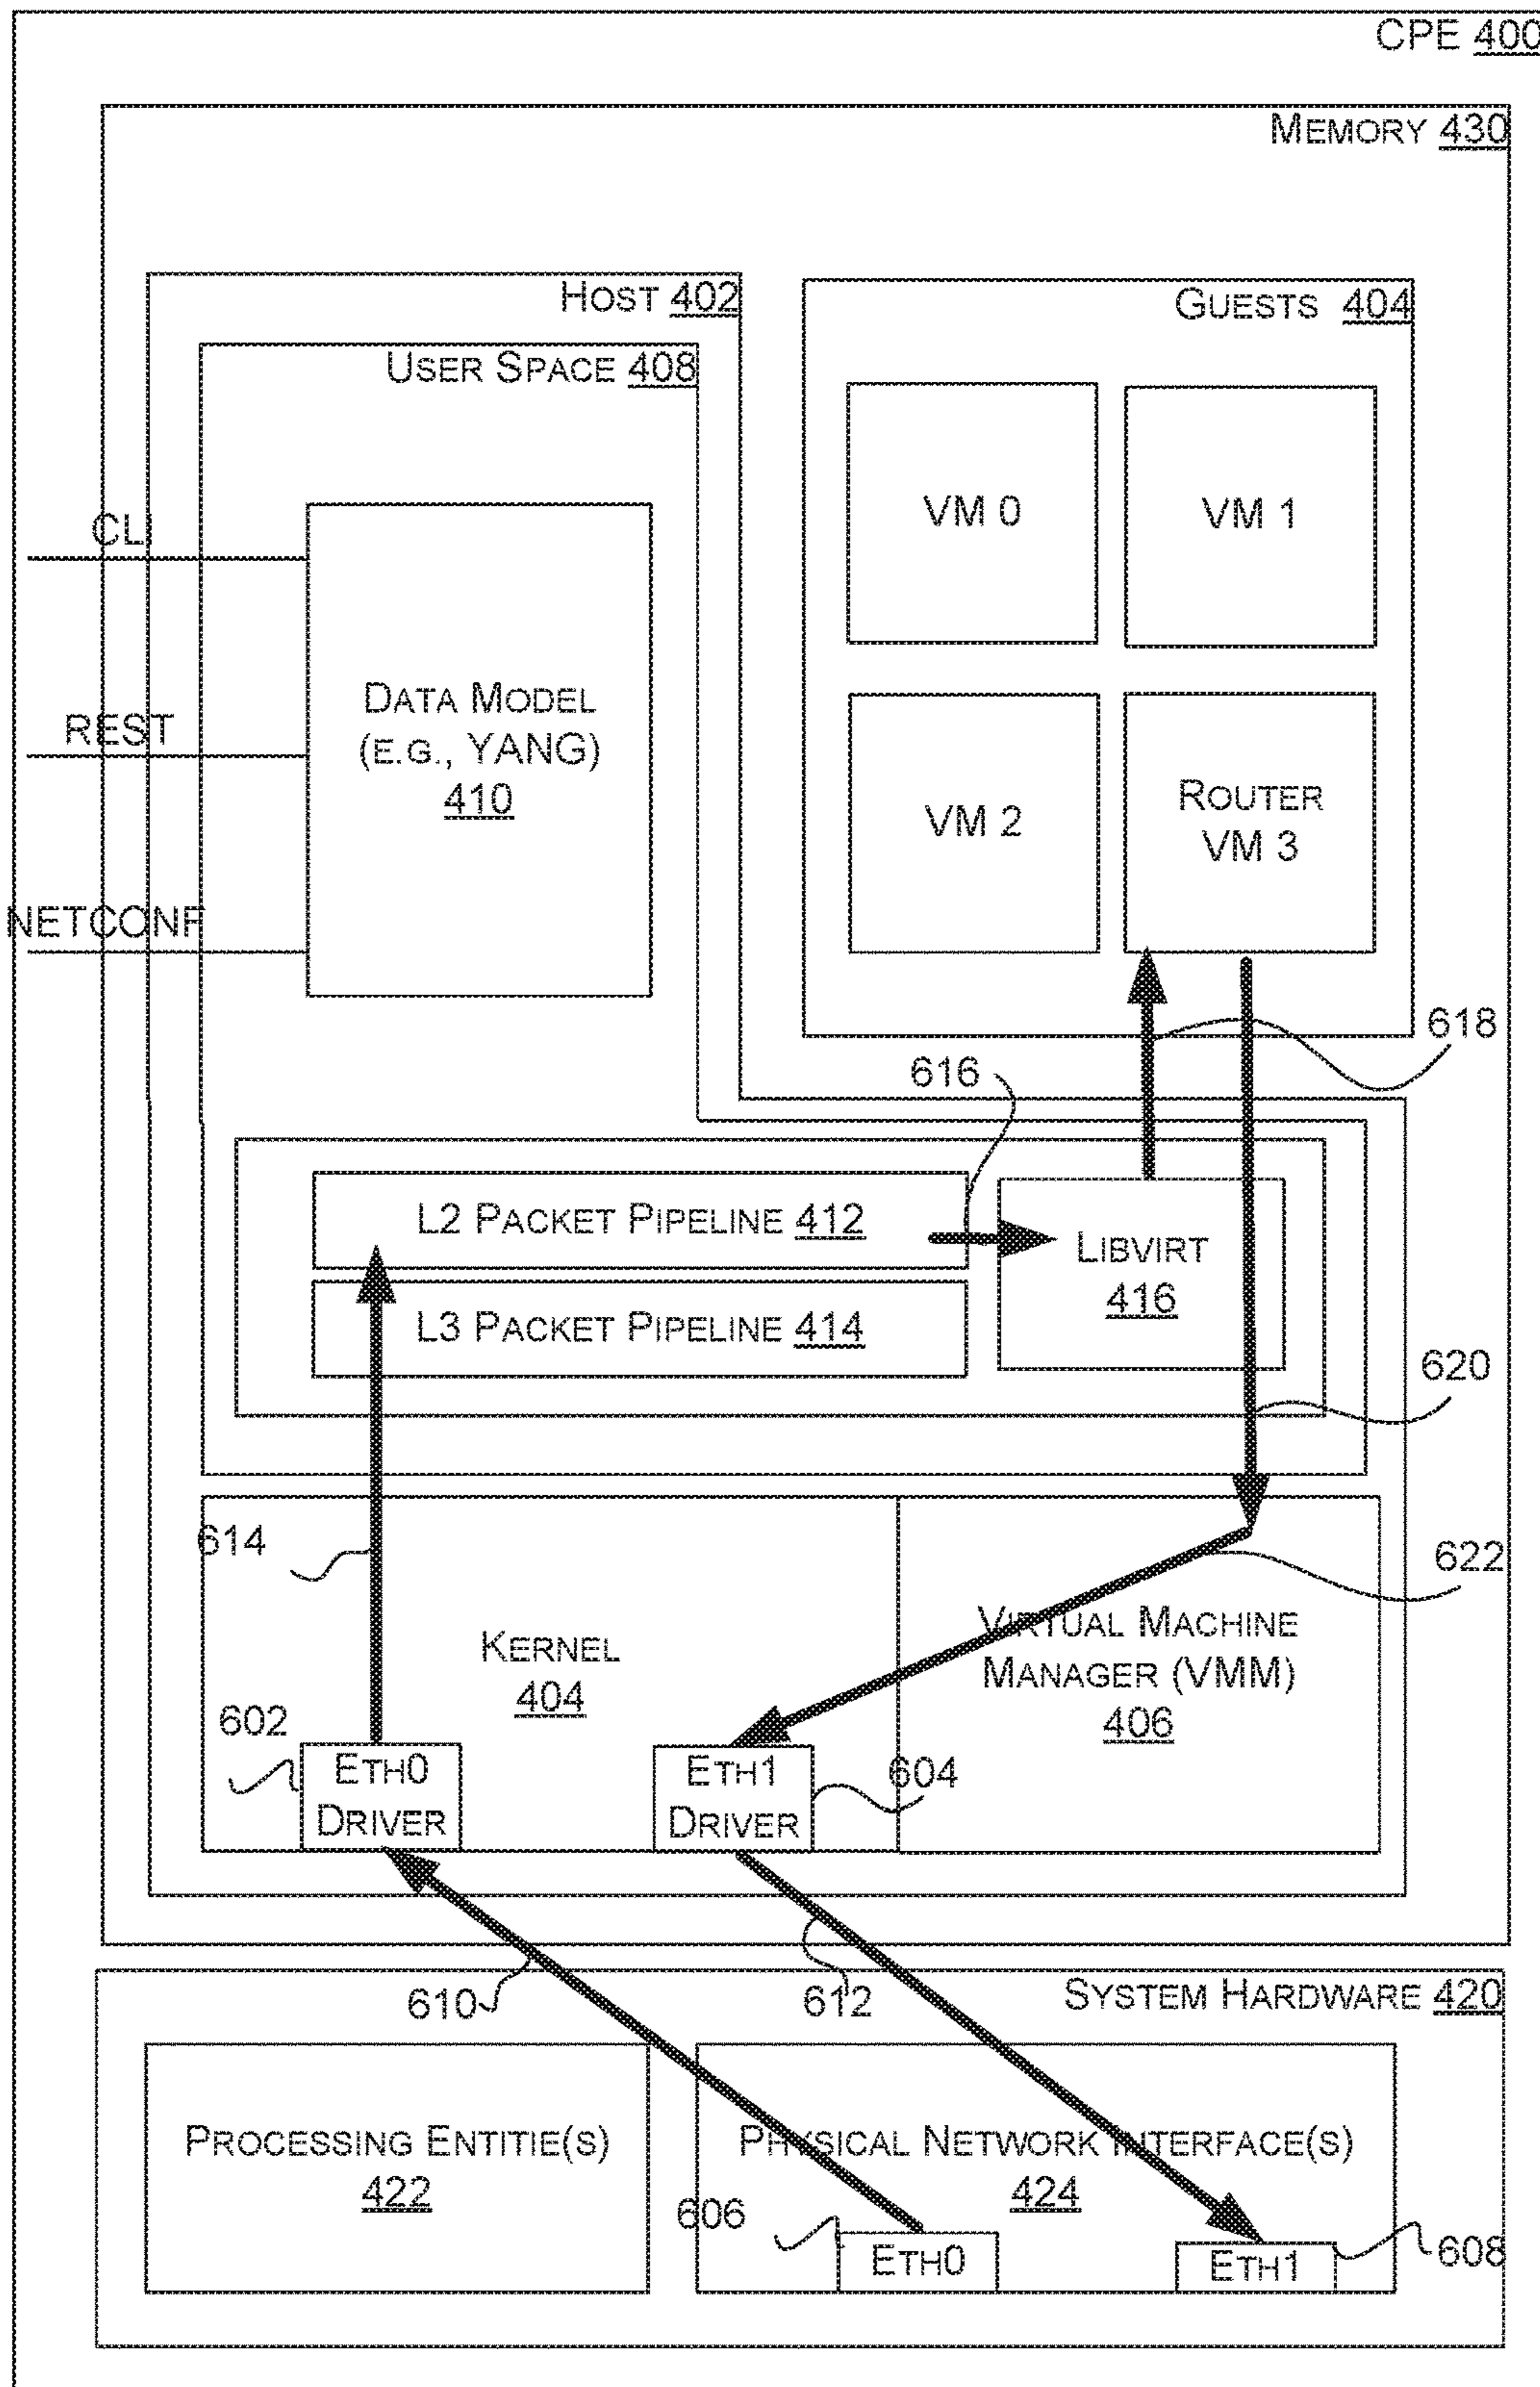 CPE 400
MEMORY 430
HOST 402
GUESTS 404
USER SPACE 408
VM 0
VM 1
CLI
DATA MODEL
(E.G., YANG)
410
REST
VM 2
ROUTER
VM 3
NETCONF
618
616
L2 PACKET PIPELINE 412
LIBVIRT
416
L3 PACKET PIPELINE 414
620
614
622
KERNEL
404
VIRTUAL MACHINE
MANAGER (VMM)
406
602
ETH0
DRIVER
ETH1
DRIVER
604
610
612
SYSTEM HARDWARE 420
PROCESSING ENTITIE(S)
422
PHYSICAL NETWORK INTERFACE(S)
424
606
ETH0
ETH1
608